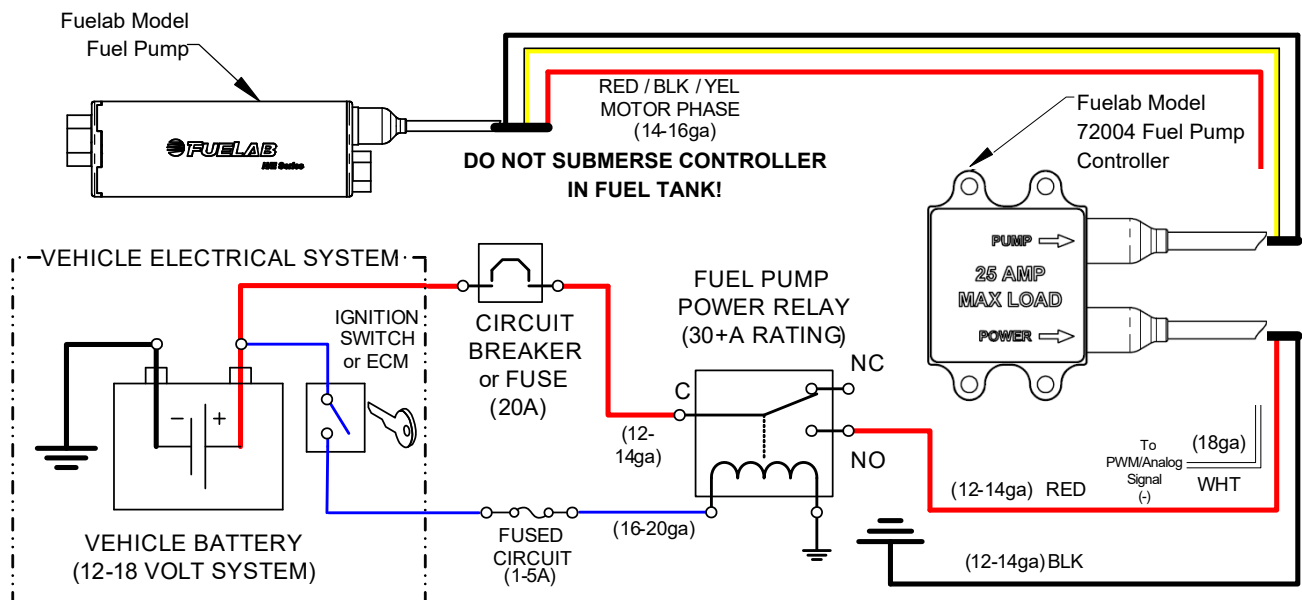 Fuelab Model
Fuel Pump
FUELAB
RED / BLK / YEL
MOTOR PHASE
(14-16ga)
DO NOT SUBMERSE CONTROLLER
IN FUEL TANK!
Fuelab Model
72004 Fuel Pump
Controller
PUMP
25 AMP
MAX LOAD
POWER
VEHICLE ELECTRICAL SYSTEM
IGNITION
SWITCH
or ECM
CIRCUIT
BREAKER
or FUSE
(20A)
FUEL PUMP
POWER RELAY
(30+A RATING)
C
NC
NO
(12-
14ga)
- +
(16-20ga)
FUSED
CIRCUIT
(1-5A)
VEHICLE BATTERY
(12-18 VOLT SYSTEM)
To
PWM/Analog
Signal
(-)
(18ga)
WHT
(12-14ga) RED
(12-14ga) BLK